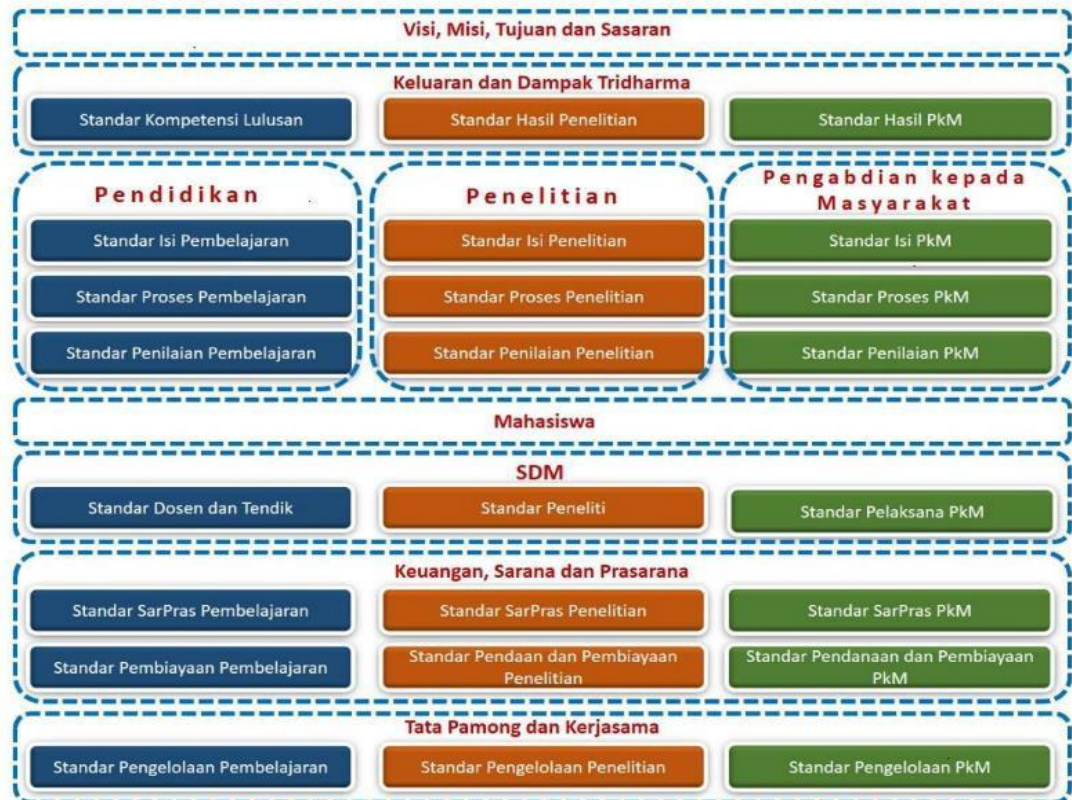 Visi, Misi, Tujuan dan Sasaran
Keluaran dan Dampak Tridharma
Standar Kompetensi Lulusan
Standar Hasil Penelitian
Standar Hasil PkM
Pendidikan
Standar Isi Pembelajaran
Standar Proses Pembelajaran
Standar Penilaian Pembelajaran
Penelitian
Standar Isi Penelitian
Standar Proses Penelitian
Standar Penilaian Penelitian
Pengabdian kepada
Masyarakat
Standar Isi PkM
Standar Proses PkM
Standar Penilaian PkM
Mahasiswa
SDM
Standar Dosen dan Tendik
Standar Peneliti
Standar Pelaksana PkM
Keuangan, Sarana dan Prasarana
Standar SarPras Pembelajaran
Standar SarPras Penelitian
Standar SarPras PkM
Standar Pembiayaan Pembelajaran
Standar Pendaan dan Pembiayaan
Penelitian
Standar Pendanaan dan Pembiayaan
PkM
Tata Pamong dan Kerjasama
Standar Pengelolaan Pembelajaran
Standar Pengelolaan Penelitian
Standar Pengelolaan PkM